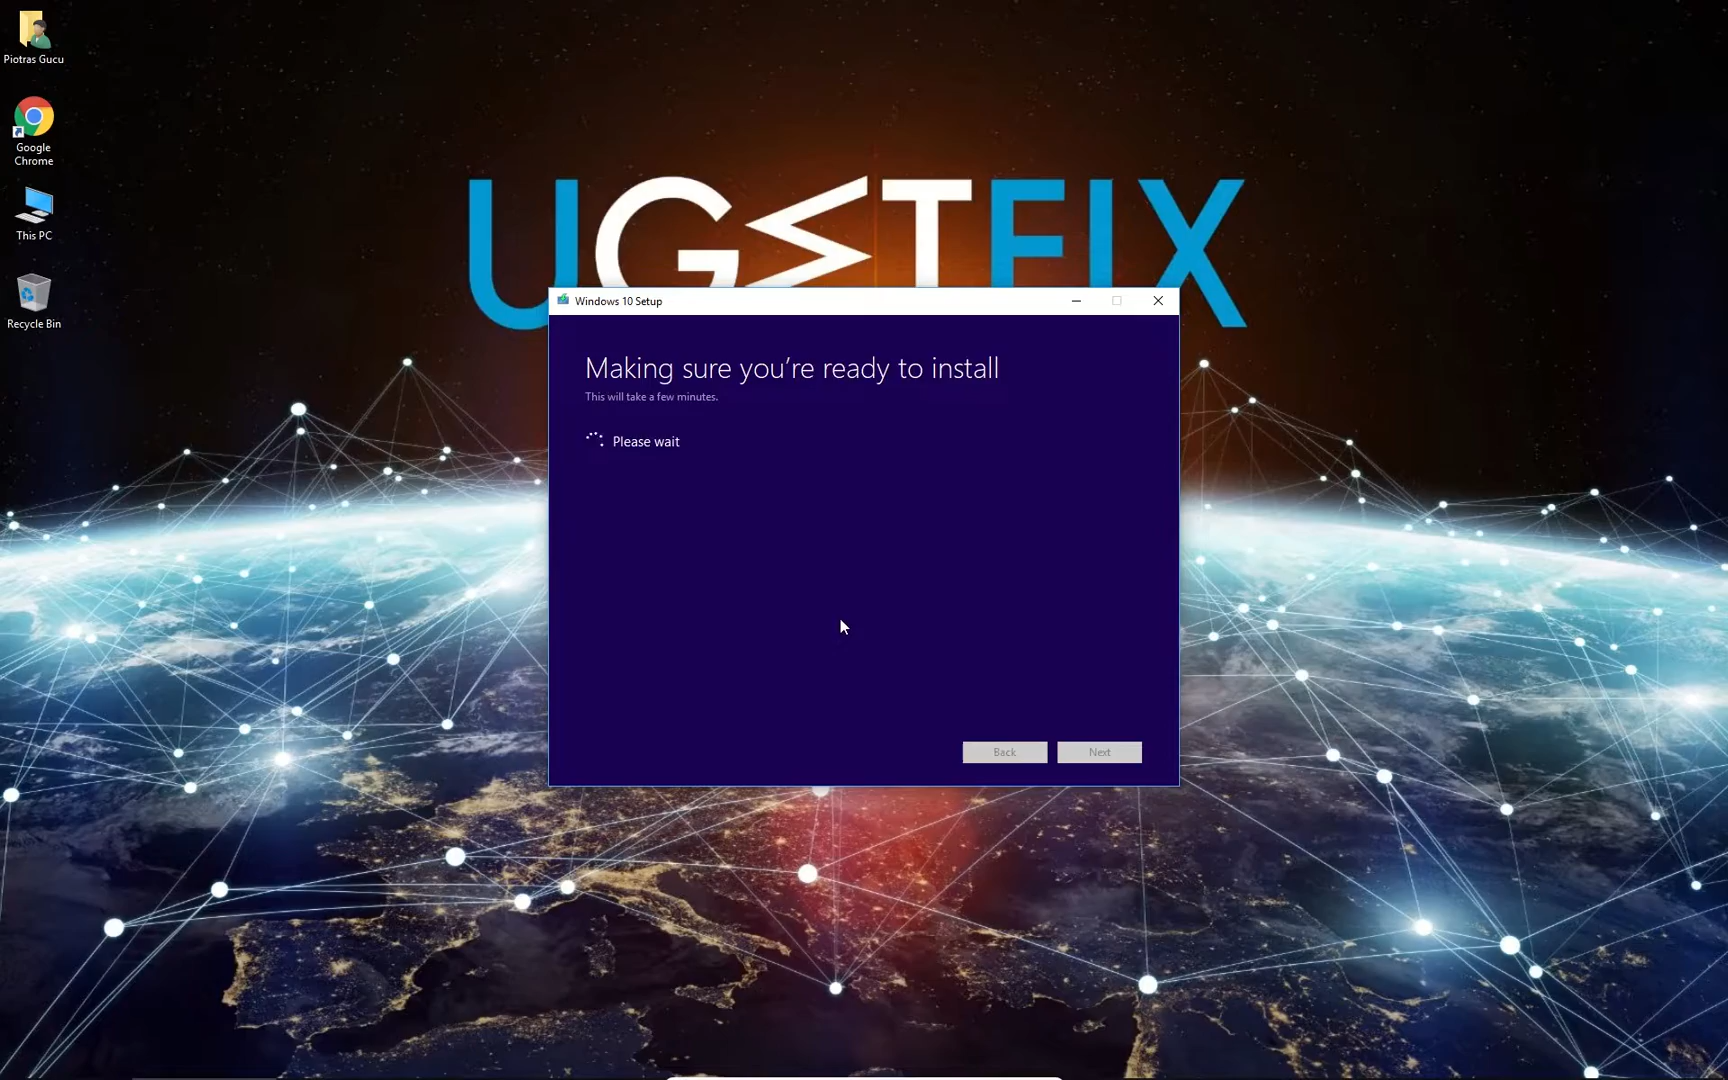 Piotras Gucu
Google
Chrome
This PC
Recycle Bin
UGETFIX
Windows 10 Setup
Making sure you're ready to install
This will take a few minutes.
Please wait
Back
Next